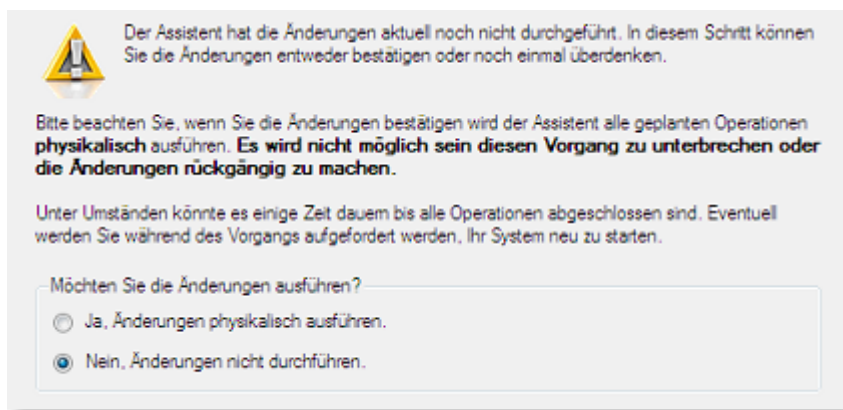 Der Assistent hat die Änderungen aktuell noch nicht durchgeführt. In diesem Schritt können
Sie die Änderungen entweder bestätigen oder noch einmal überdenken.
Bitte beachten Sie, wenn Sie die Änderungen bestätigen wird der Assistent alle geplanten Operationen
physikalisch ausführen. Es wird nicht möglich sein diesen Vorgang zu unterbrechen oder
die Änderungen rückgängig zu machen.
Unter Umständen könnte es einige Zeit dauern bis alle Operationen abgeschlossen sind. Eventuell
werden Sie während des Vorgangs aufgefordert werden, Ihr System neu zu starten.
Möchten Sie die Änderungen ausführen?
Ja, Änderungen physikalisch ausführen.
Nein, Änderungen nicht durchführen.